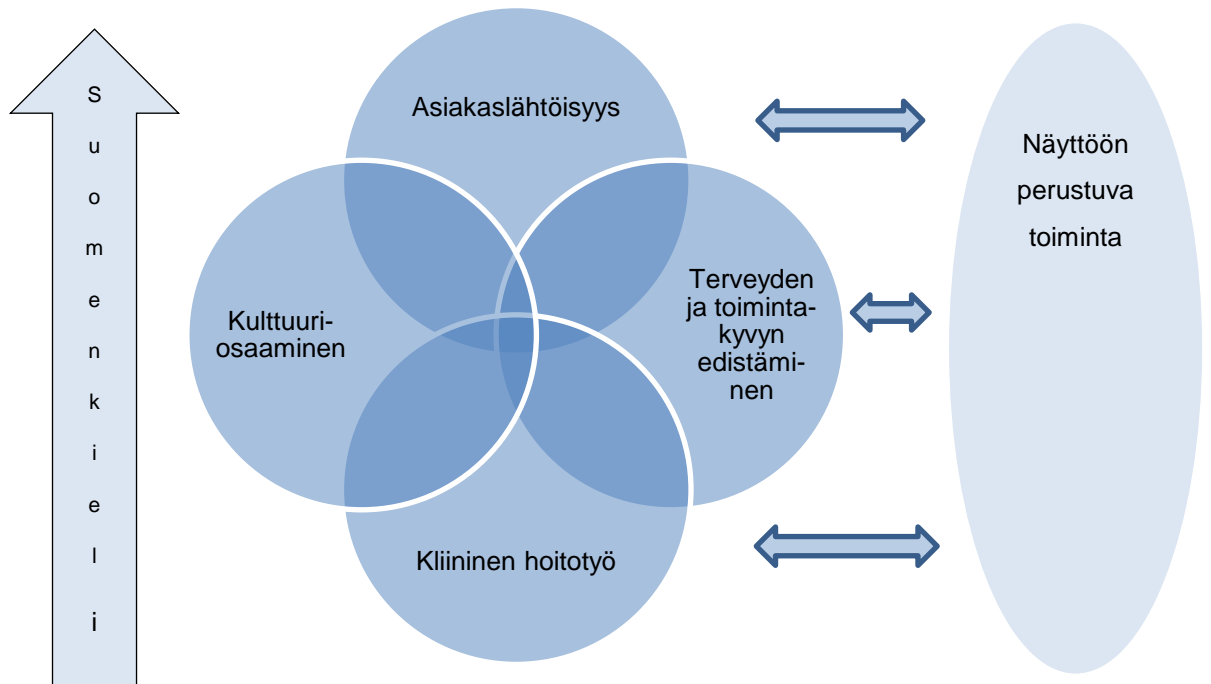 S
u
o
m
e
n
k
i
e
l
i
Asiakaslähtöisyys
Kulttuuri-
osaaminen
Terveyden
ja toiminta-
kyvyn
edistämi-
nen
Kliininen hoitotyö
Näyttöön
perustuva
toiminta